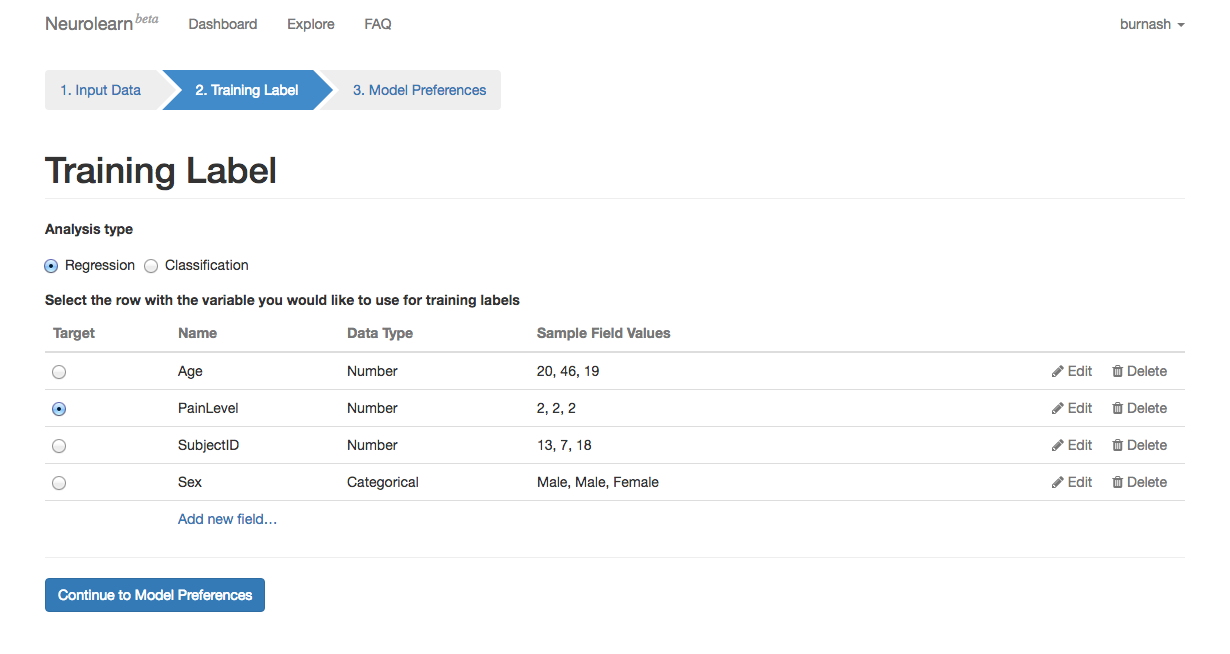 Neurolearn beta Dashboard Explore FAQ burnash
1. Input Data 2. Training Label 3. Model Preferences
Training Label
Analysis type
Regression Classification
Select the row with the variable you would like to use for training labels
Target Name Data Type Sample Field Values
Age Number 20, 46, 19 Edit Delete
PainLevel Number 2, 2, 2 Edit Delete
SubjectID Number 13, 7, 18 Edit Delete
Sex Categorical Male, Male, Female Edit Delete
Add new field…
Continue to Model Preferences